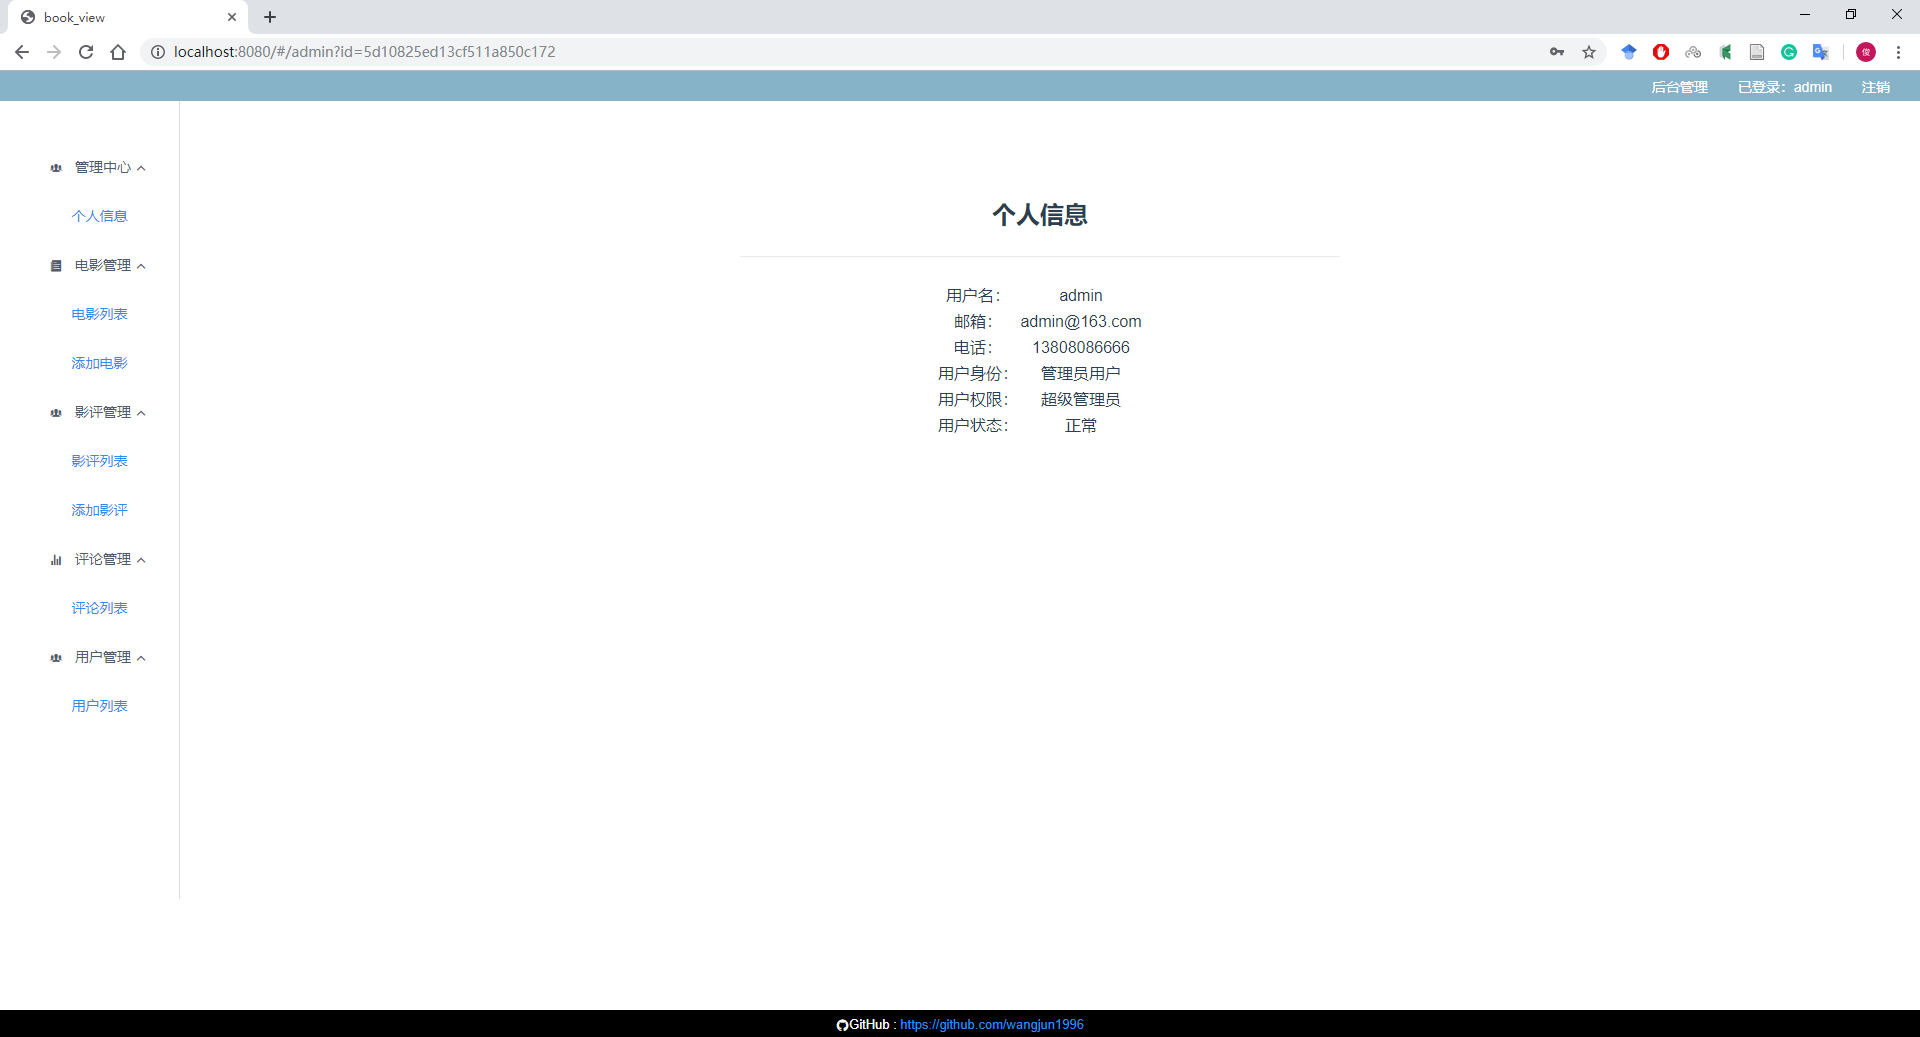 book_view
localhost:8080/#/admin?id=5d10825ed13cf511a850c172
俊
后台管理 已登录：admin 注销
管理中心
个人信息
电影管理
电影列表
添加电影
影评管理
影评列表
添加影评
评论管理
评论列表
用户管理
用户列表
个人信息
用户名： admin
邮箱： admin@163.com
电话： 13808086666
用户身份： 管理员用户
用户权限： 超级管理员
用户状态： 正常
GitHub : https://github.com/wangjun1996